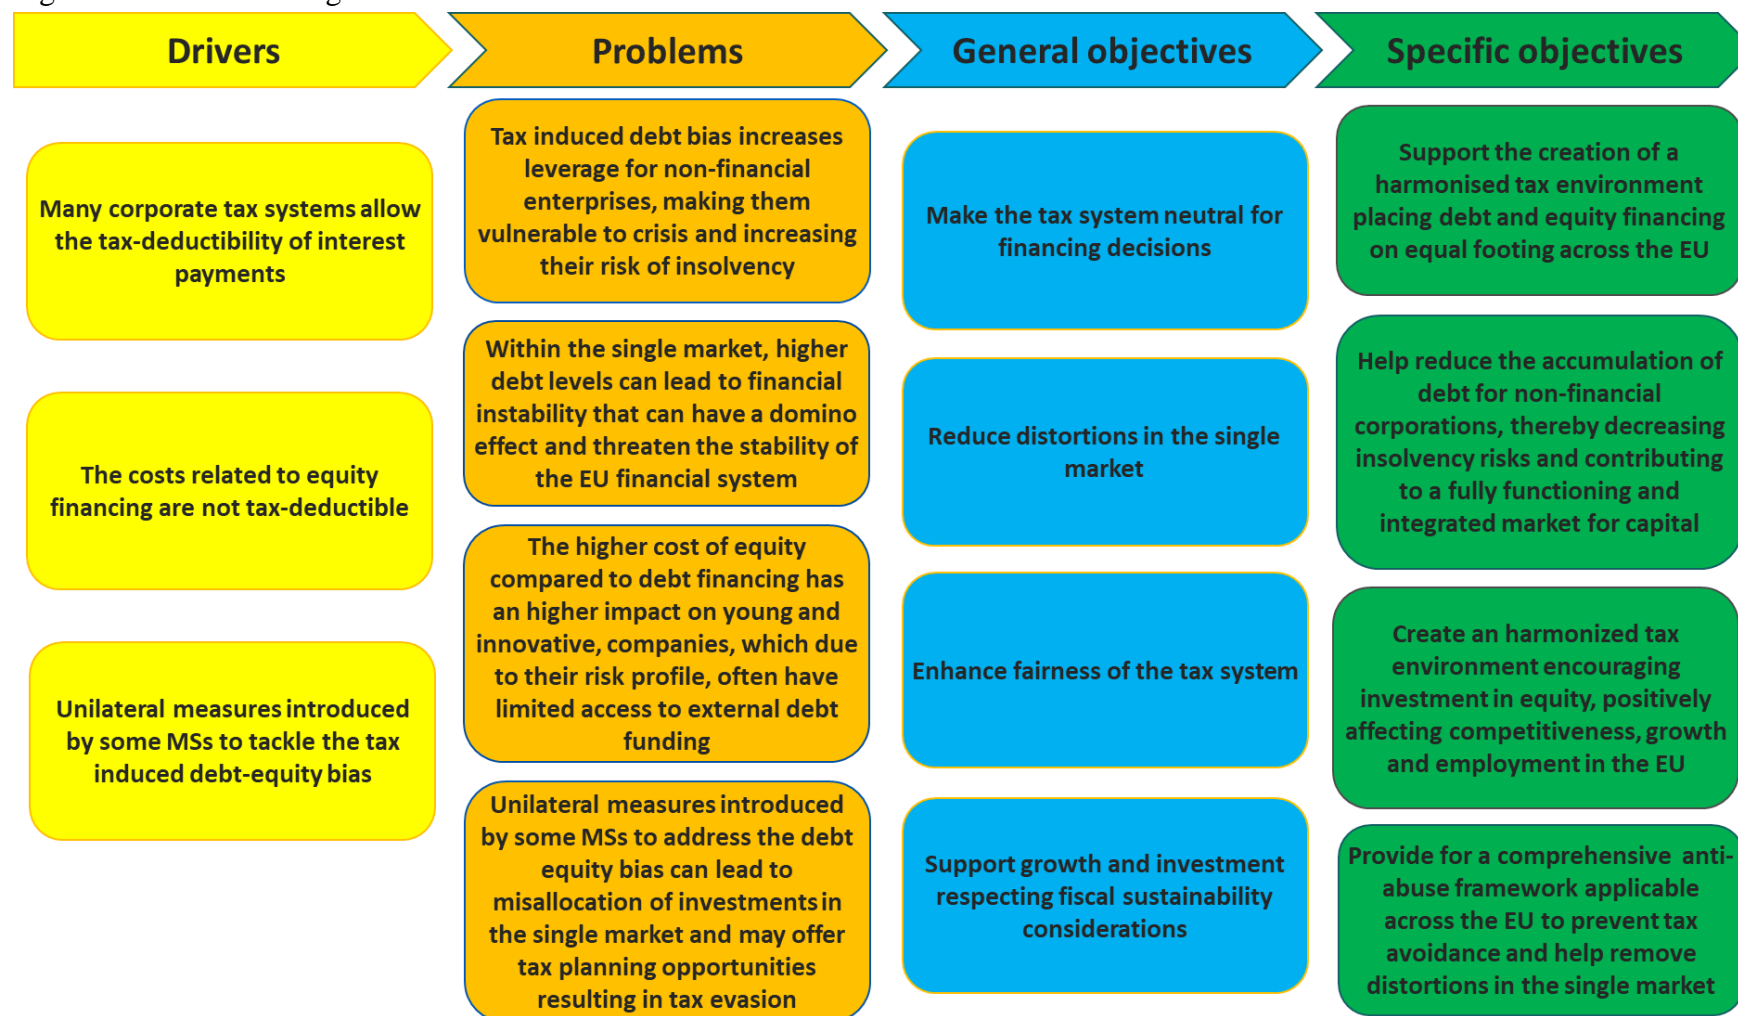 Drivers
Problems
General objectives
Specific objectives
Many corporate tax systems allow
the tax-deductibility of interest
payments
The costs related to equity
financing are not tax-deductible
Unilateral measures introduced
by some MSs to tackle the tax
induced debt-equity bias
Tax induced debt bias increases
leverage for non-financial
enterprises, making them
vulnerable to crisis and increasing
their risk of insolvency
Within the single market, higher
debt levels can lead to financial
instability that can have a domino
effect and threaten the stability of
the EU financial system
The higher cost of equity
compared to debt financing has
an higher impact on young and
innovative, companies, which due
to their risk profile, often have
limited access to external debt
funding
Unilateral measures introduced
by some MSs to address the debt
equity bias can lead to
misallocation of investments in
the single market and may offer
tax planning opportunities
resulting in tax evasion
Make the tax system neutral for
financing decisions
Reduce distortions in the single
market
Enhance fairness of the tax system
Support growth and investment
respecting fiscal sustainability
considerations
Support the creation of a
harmonised tax environment
placing debt and equity financing
on equal footing across the EU
Help reduce the accumulation of
debt for non-financial
corporations, thereby decreasing
insolvency risks and contributing
to a fully functioning and
integrated market for capital
Create an harmonized tax
environment encouraging
investment in equity, positively
affecting competitiveness, growth
and employment in the EU
Provide for a comprehensive anti-
abuse framework applicable
across the EU to prevent tax
avoidance and help remove
distortions in the single market